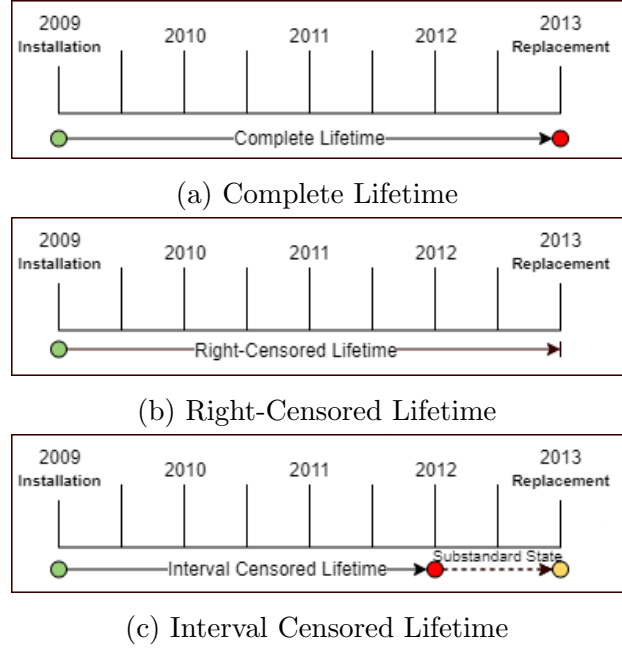 2009 2013
Installation 2010 2011 2012 Replacement
Complete Lifetime
(a) Complete Lifetime
2009 2013
Installation 2010 2011 2012 Replacement
Right-Censored Lifetime
(b) Right-Censored Lifetime
2009 2013
Installation 2010 2011 2012 Replacement
Substandard State
Interval Censored Lifetime
(c) Interval Censored Lifetime